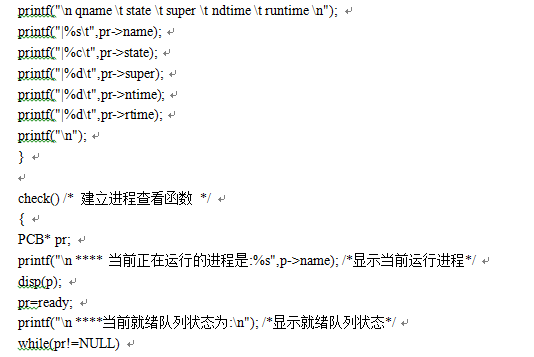 printf("\n qname \t state \t super \t ndtime \t runtime \n"); ↵
printf("|%s\t",pr->name); ↵
printf("|%c\t",pr->state); ↵
printf("|%d\t",pr->super); ↵
printf("|%d\t",pr->ntime); ↵
printf("|%d\t",pr->rtime); ↵
printf("\n"); ↵
} ↵
↵
check() /* 建立进程查看函数 */ ↵
{ ↵
PCB* pr; ↵
printf("\n **** 当前正在运行的进程是:%s",p->name); /*显示当前运行进程*/ ↵
disp(p); ↵
pr=ready; ↵
printf("\n ****当前就绪队列状态为:\n"); /*显示就绪队列状态*/ ↵
while(pr!=NULL) ↵